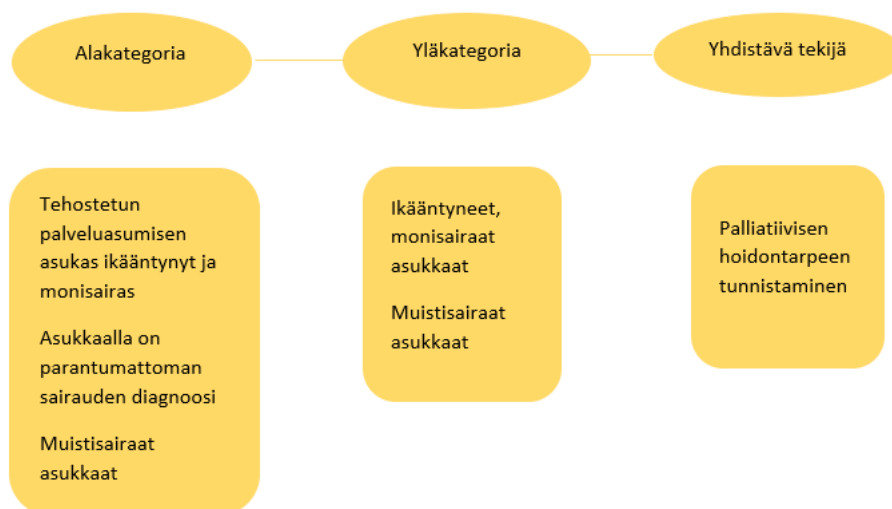 Alakategoria
Yläkategoria
Yhdistävä tekijä
Tehostetun
palveluasumisen
asukas ikääntynyt ja
monisairas
Asukkaalla on
parantumattoman
sairauden diagnoosi
Muistisairaat
asukkaat
Ikääntyneet,
monisairaat
asukkaat
Muistisairaat
asukkaat
Palliatiivisen
hoidontarpeen
tunnistaminen